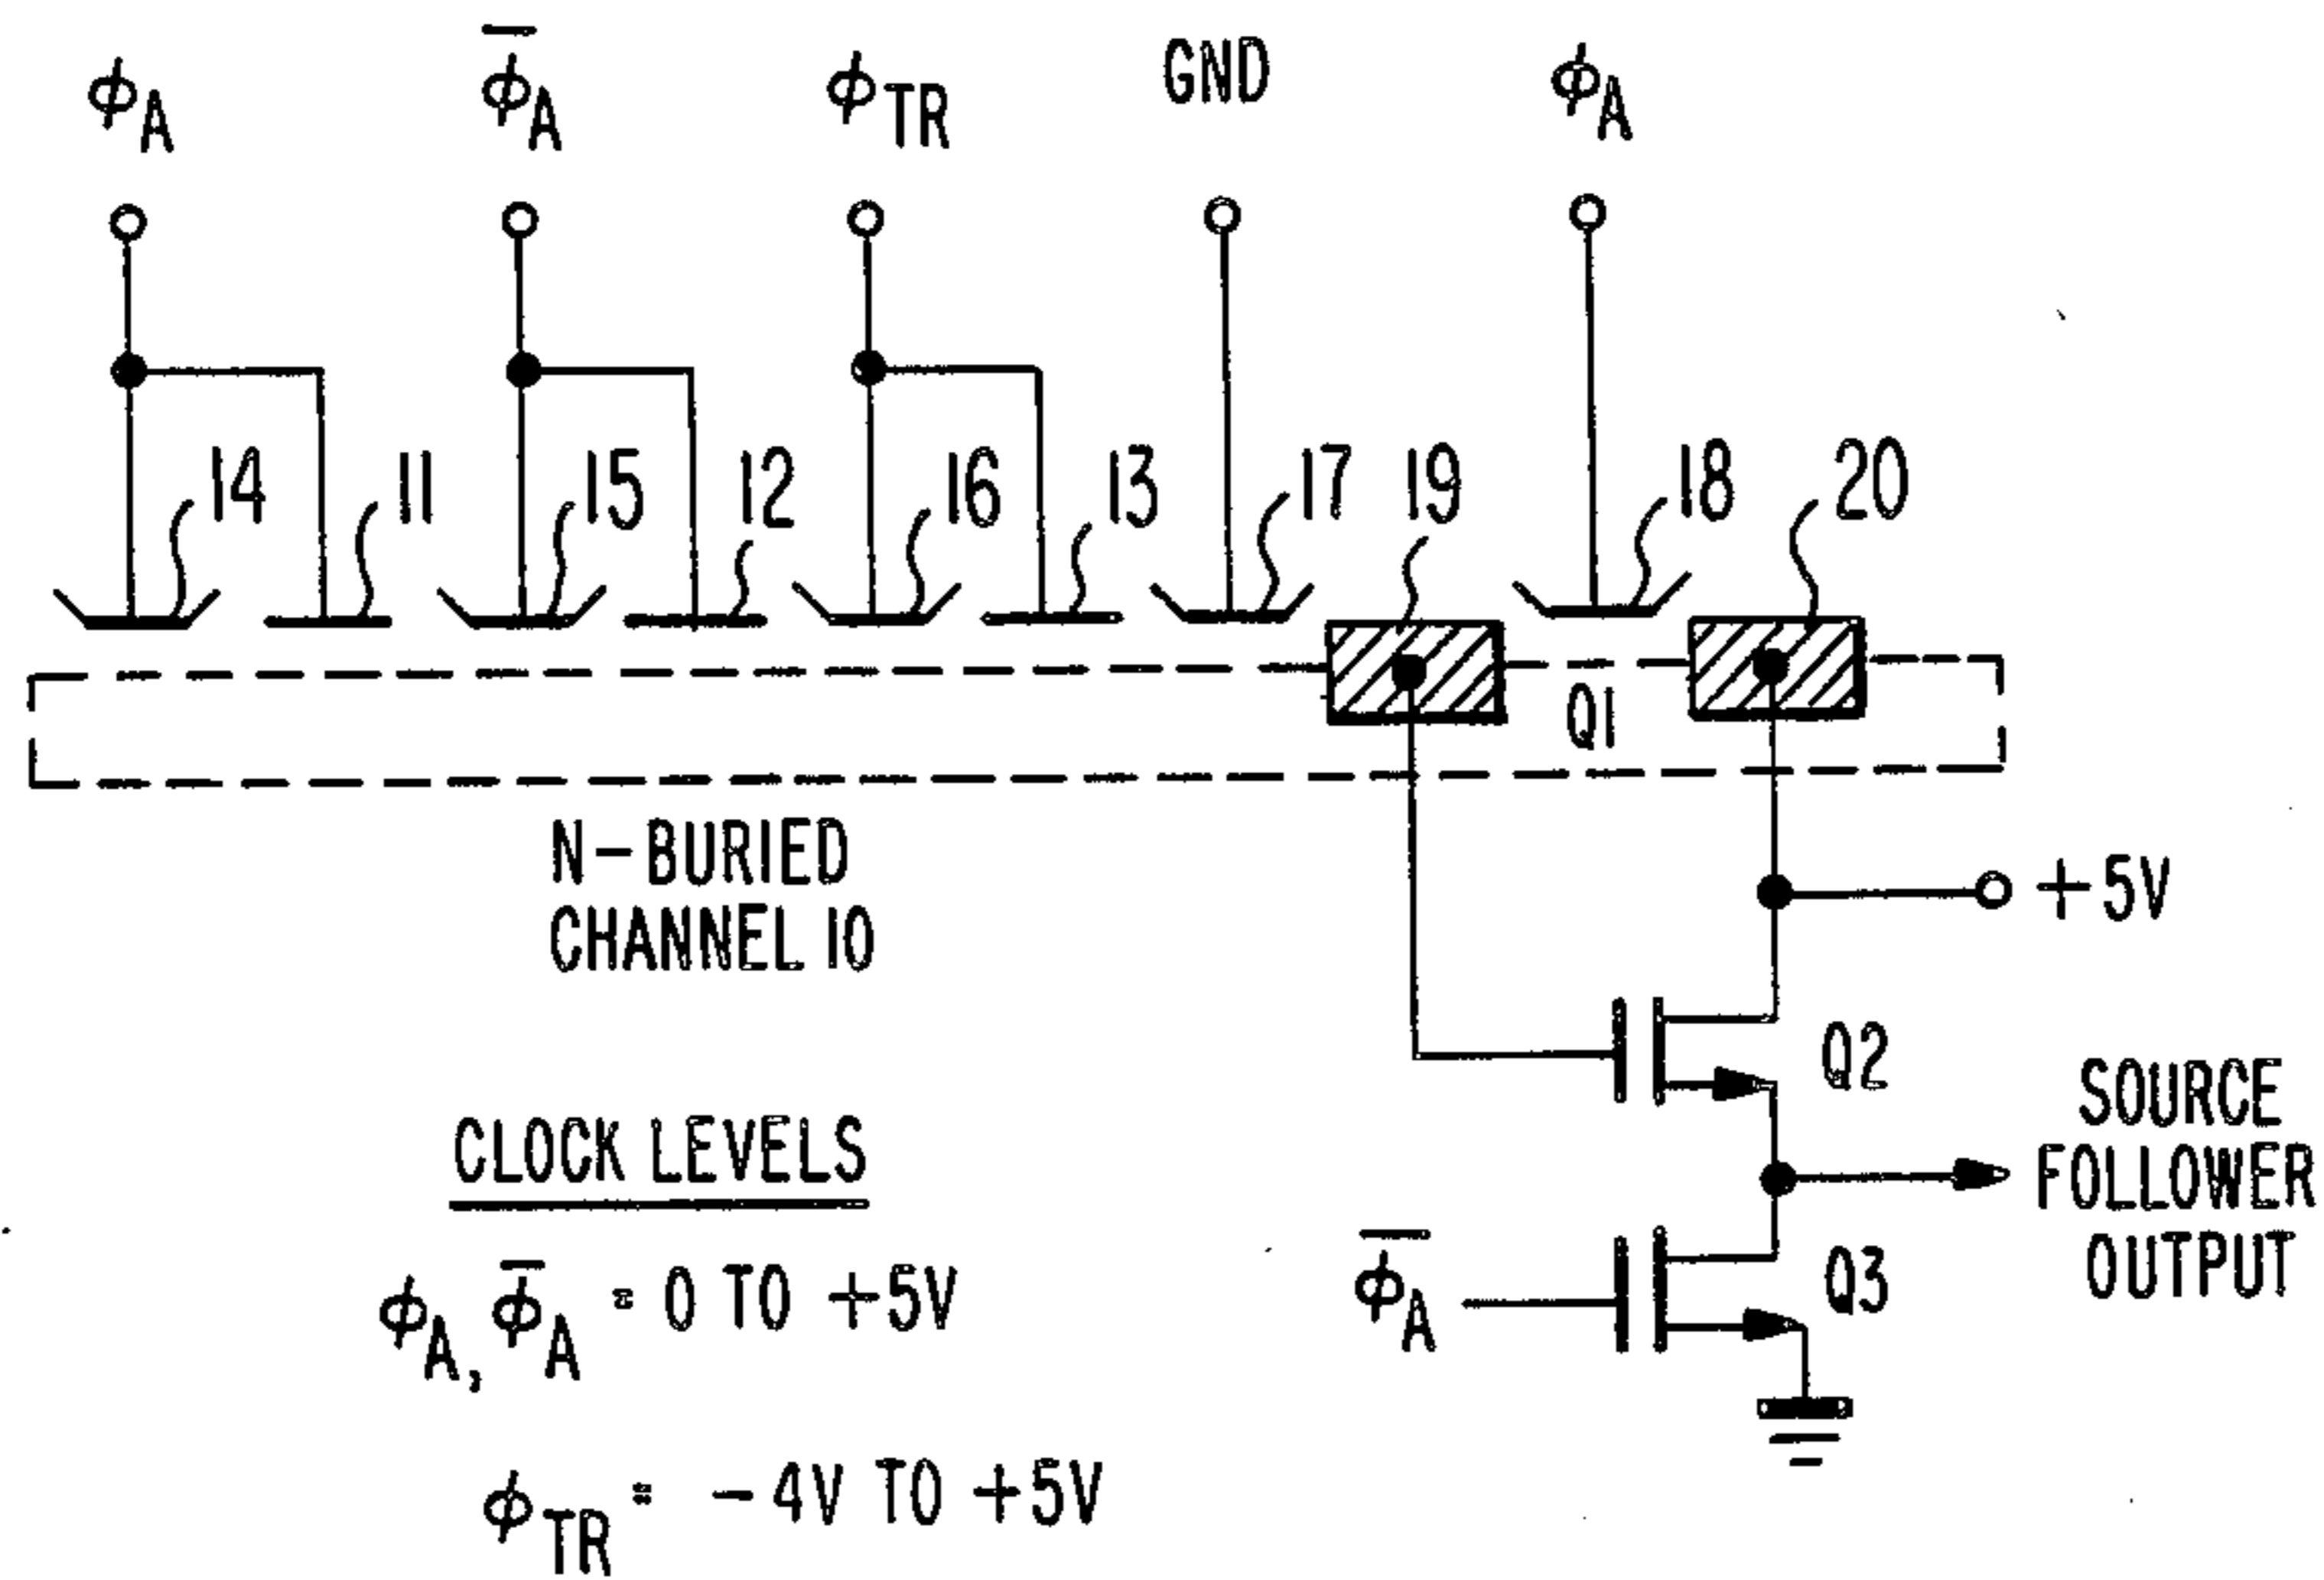 ϕA
ϕ̅A
ϕTR
GND
ϕA
14
11
15
12
16
13
17
19
18
20
Q1
N-BURIED
CHANNEL 10
+5V
Q2
SOURCE
FOLLOWER
OUTPUT
CLOCK LEVELS
ϕA, ϕ̅A = 0 TO +5V
ϕ̅A
Q3
ϕTR = -4V TO +5V